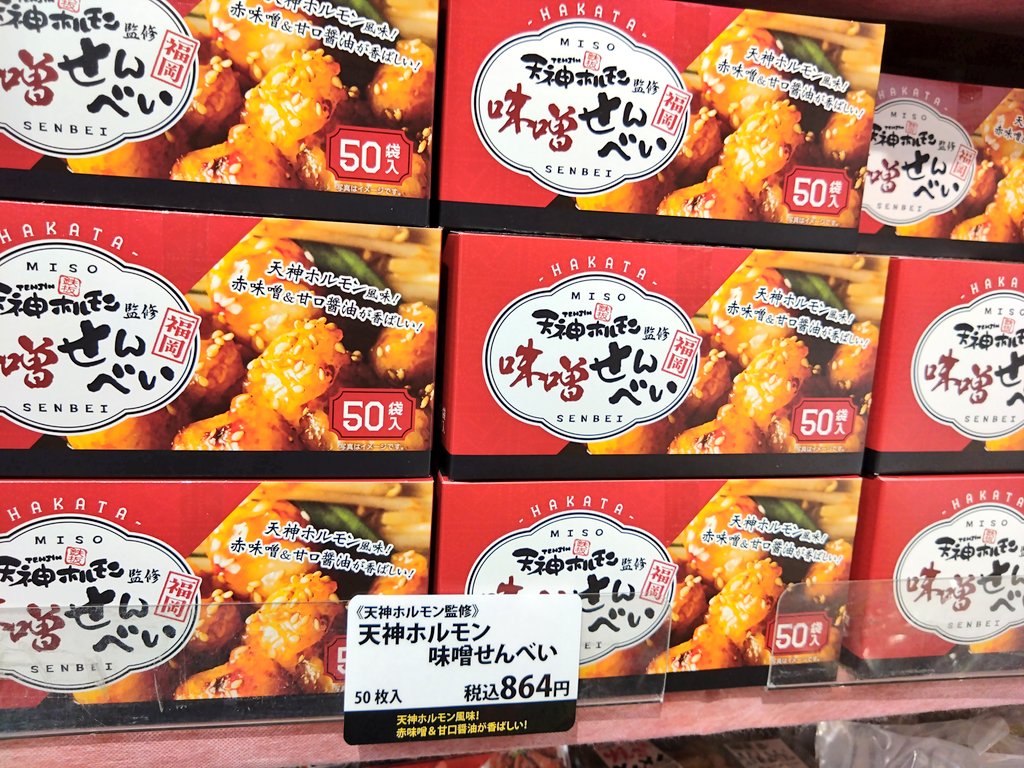 -HAKATA-
MISO
TENJIN
天神ホルモン監修
味噌せんべい
福岡
SENBEI
天神ホルモン風味!
赤味噌&甘口醤油が香ばしい!
50袋入
写真はイメージです。
《天神ホルモン監修》
天神ホルモン
味噌せんべい
50枚入 税込864円
天神ホルモン風味!
赤味噌&甘口醤油が香ばしい!